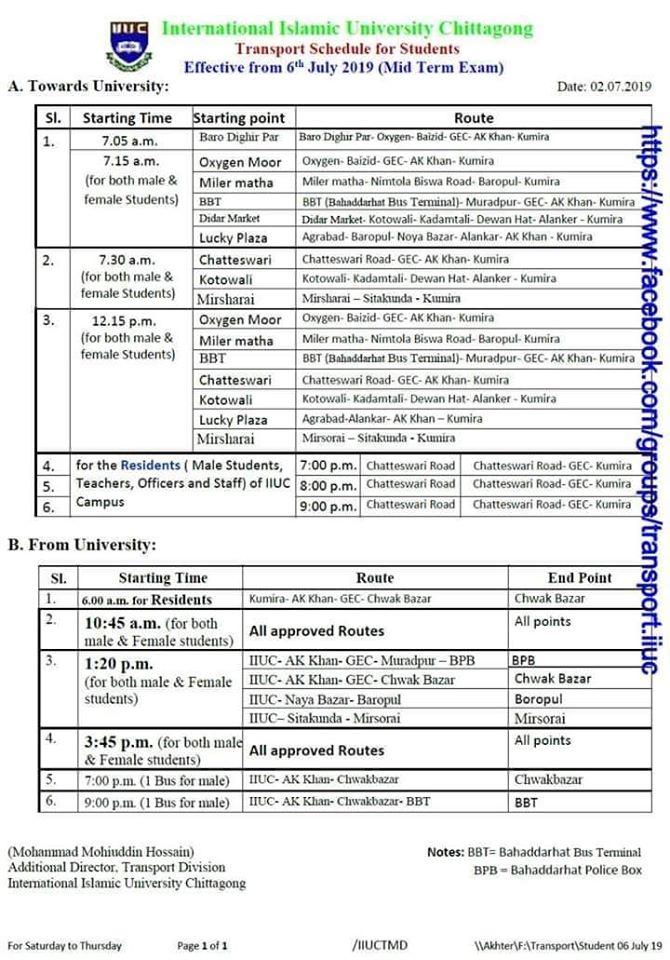 IIUC
International Islamic University Chittagong
Transport Schedule for Students
Effective from 6th July 2019 (Mid Term Exam)
A. Towards University: Date: 02.07.2019
Sl. Starting Time Starting point Route
1. 7.05 a.m. Baro Dighir Par Baro Dighir Par- Oxygen- Baizid- GEC- AK Khan- Kumira
7.15 a.m. Oxygen Moor Oxygen- Baizid- GEC- AK Khan- Kumira
(for both male & Miler matha Miler matha- Nimtola Biswa Road- Baropul- Kumira
female Students) BBT BBT (Bahaddarhat Bus Terminal)- Muradpur- GEC- AK Khan- Kumira
Didar Market Didar Market- Kotowali- Kadamtali- Dewan Hat- Alanker - Kumira
Lucky Plaza Agrabad- Baropul- Noya Bazar- Alankar- AK Khan - Kumira
2. 7.30 a.m. Chatteswari Chatteswari Road- GEC- AK Khan- Kumira
(for both male & Kotowali Kotowali- Kadamtali- Dewan Hat- Alanker - Kumira
female Students) Mirsharai Mirsharai – Sitakunda - Kumira
3. 12.15 p.m. Oxygen Moor Oxygen- Baizid- GEC- AK Khan- Kumira
(for both male & Miler matha Miler matha- Nimtola Biswa Road- Baropul- Kumira
female Students) BBT BBT (Bahaddarhat Bus Terminal)- Muradpur- GEC- AK Khan- Kumira
Chatteswari Chatteswari Road- GEC- AK Khan- Kumira
Kotowali Kotowali- Kadamtali- Dewan Hat- Alanker - Kumira
Lucky Plaza Agrabad-Alankar- AK Khan – Kumira
Mirsharai Mirsorai – Sitakunda - Kumira
4. for the Residents ( Male Students, 7:00 p.m. Chatteswari Road Chatteswari Road- GEC- Kumira
5. Teachers, Officers and Staff) of IIUC 8:00 p.m. Chatteswari Road Chatteswari Road- GEC- Kumira
6. Campus 9:00 p.m. Chatteswari Road Chatteswari Road- GEC- Kumira
https://www.facebook.com/groups/transport.iiuc
B. From University:
Sl. Starting Time Route End Point
1. 6.00 a.m. for Residents Kumira- AK Khan- GEC- Chwak Bazar Chwak Bazar
2. 10:45 a.m. (for both All approved Routes All points
male & Female students)
3. 1:20 p.m. IIUC- AK Khan- GEC- Muradpur – BPB BPB
(for both male & Female IIUC- AK Khan- GEC- Chwak Bazar Chwak Bazar
students) IIUC- Naya Bazar- Baropul Boropul
IIUC– Sitakunda - Mirsorai Mirsorai
4. 3:45 p.m. (for both male All approved Routes All points
& Female students)
5. 7:00 p.m. (1 Bus for male) IIUC- AK Khan- Chwakbazar Chwakbazar
6. 9:00 p.m. (1 Bus for male) IIUC- AK Khan- Chwakbazar- BBT BBT
(Mohammad Mohiuddin Hossain) Notes: BBT= Bahaddarhat Bus Terminal
Additional Director, Transport Division BPB = Bahaddarhat Police Box
International Islamic University Chittagong
For Saturday to Thursday Page 1 of 1 /IIUCTMD \\Akhter\F:\Transport\Student 06 July 19